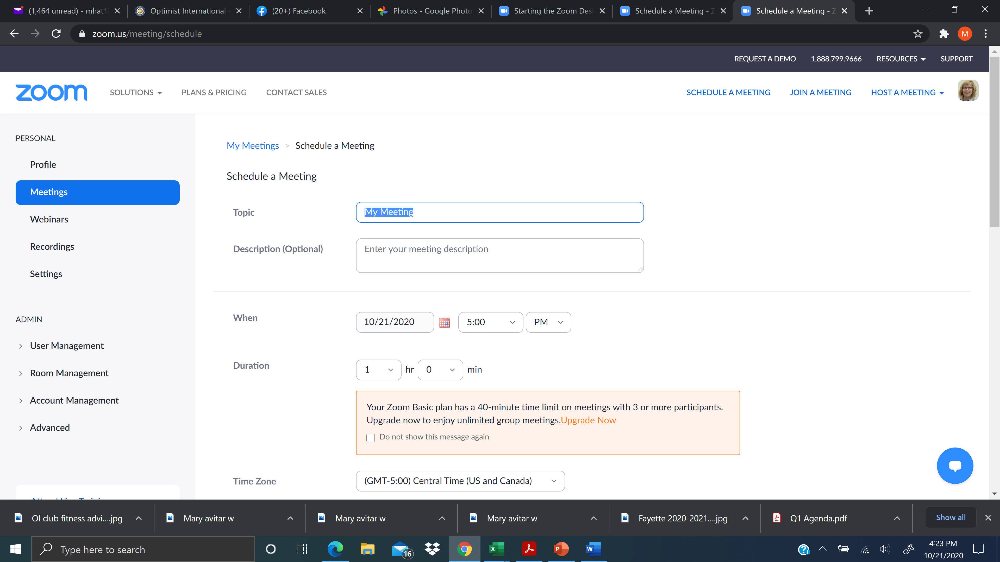 (1,464 unread) - mhat1
Optimist International -
(20+) Facebook
Photos - Google Photo
Starting the Zoom Des
Schedule a Meeting - Z
Schedule a Meeting - Z
zoom.us/meeting/schedule
M
REQUEST A DEMO
1.888.799.9666
RESOURCES
SUPPORT
zoom
SOLUTIONS
PLANS & PRICING
CONTACT SALES
SCHEDULE A MEETING
JOIN A MEETING
HOST A MEETING
PERSONAL
Profile
Meetings
Webinars
Recordings
Settings
ADMIN
User Management
Room Management
Account Management
Advanced
My Meetings > Schedule a Meeting
Schedule a Meeting
Topic
My Meeting
Description (Optional)
Enter your meeting description
When
10/21/2020
5:00
PM
Duration
1
hr
0
min
Your Zoom Basic plan has a 40-minute time limit on meetings with 3 or more participants.
Upgrade now to enjoy unlimited group meetings.Upgrade Now
Do not show this message again
Time Zone
(GMT-5:00) Central Time (US and Canada)
OI club fitness advi....jpg
Mary avitar w
Mary avitar w
Mary avitar w
Fayette 2020-2021....jpg
Q1 Agenda.pdf
Show all
Type here to search
16
4:23 PM
10/21/2020